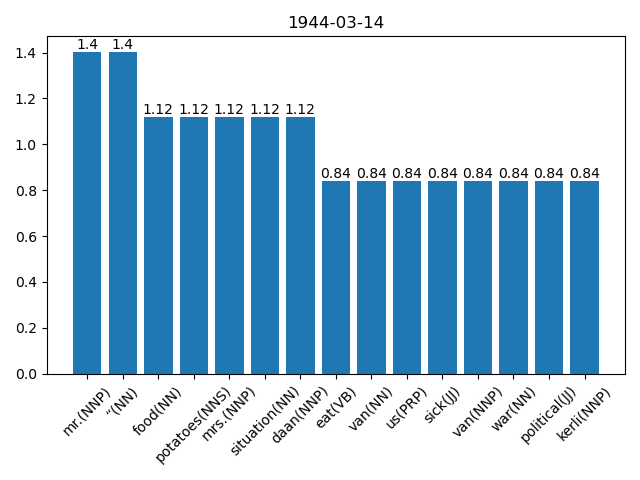 1944-03-14
1.4 1.4 1.12 1.12 1.12 1.12 1.12 0.84 0.84 0.84 0.84 0.84 0.84 0.84 0.84
1.4
1.2
1.0
0.8
0.6
0.4
0.2
0.0
mr.(NNP)
“(NN)
food(NN)
potatoes(NNS)
mrs.(NNP)
situation(NN)
daan(NNP)
eat(VB)
van(NN)
us(PRP)
sick(JJ)
van(NNP)
war(NN)
political(JJ)
kerli(NNP)